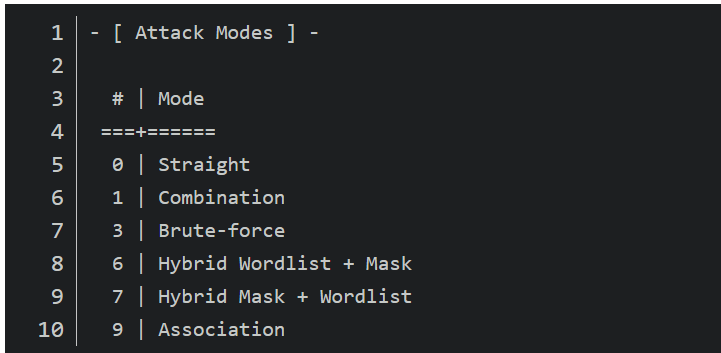 1 - [ Attack Modes ] -
2
3 # | Mode
4 ===+======
5 0 | Straight
6 1 | Combination
7 3 | Brute-force
8 6 | Hybrid Wordlist + Mask
9 7 | Hybrid Mask + Wordlist
10 9 | Association